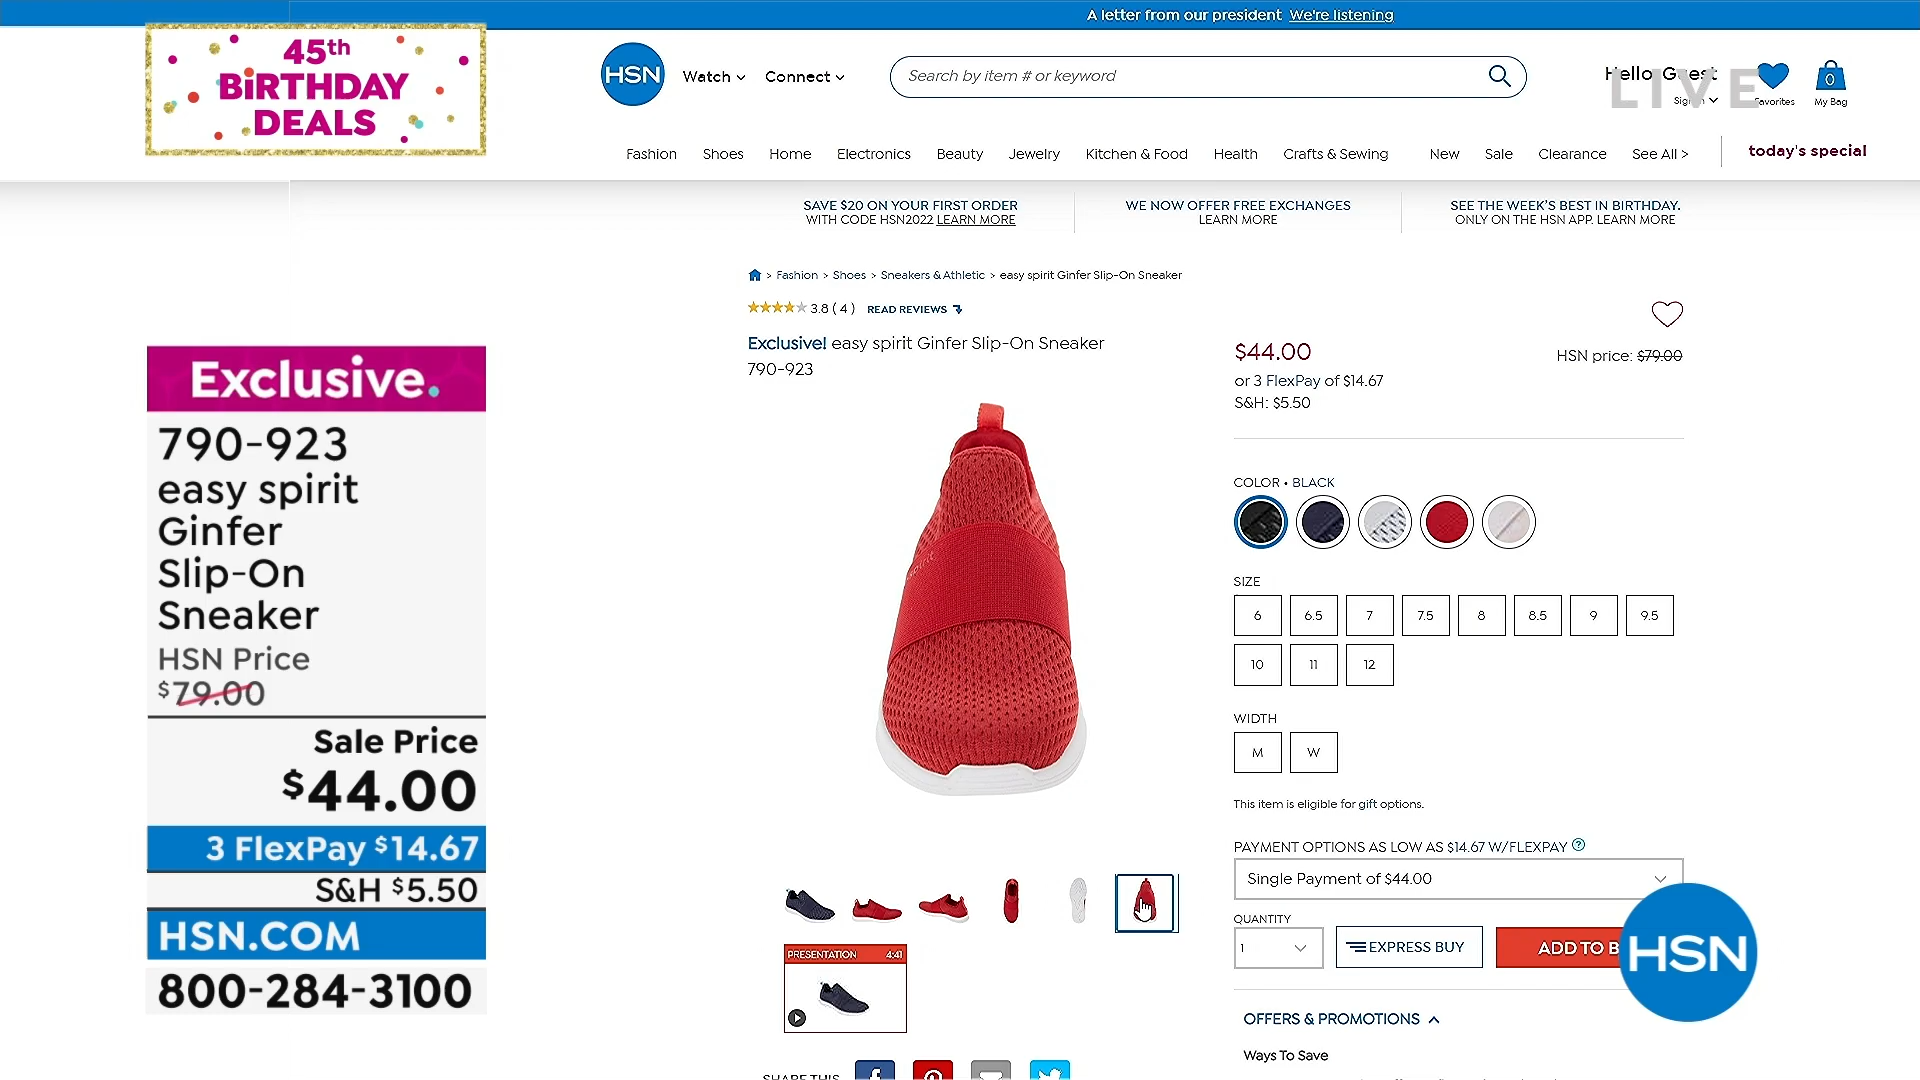 A letter from our president We're listening
45th
BiRTHDAY
DEALS
HSN
Watch
Connect
Search by item # or keyword
Hello, Guest
LIVE
Favorites
0
My Bag
Fashion
Shoes
Home
Electronics
Beauty
Jewelry
Kitchen & Food
Health
Crafts & Sewing
New
Sale
Clearance
See All >
today's special
SAVE $20 ON YOUR FIRST ORDER
WITH CODE HSN2022 LEARN MORE
WE NOW OFFER FREE EXCHANGES
LEARN MORE
SEE THE WEEK'S BEST IN BIRTHDAY.
ONLY ON THE HSN APP. LEARN MORE
> Fashion > Shoes > Sneakers & Athletic > easy spirit Ginfer Slip-On Sneaker
3.8 ( 4 ) READ REVIEWS
Exclusive! easy spirit Ginfer Slip-On Sneaker
790-923
$44.00
HSN price: $79.00
or 3 FlexPay of $14.67
S&H: $5.50
COLOR • BLACK
SIZE
6 6.5 7 7.5 8 8.5 9 9.5
10 11 12
WIDTH
M W
This item is eligible for gift options.
PAYMENT OPTIONS AS LOW AS $14.67 W/FLEXPAY ?
Single Payment of $44.00
QUANTITY
1
EXPRESS BUY
ADD TO B
HSN
OFFERS & PROMOTIONS
Ways To Save
PRESENTATION 4:41
SHARE THIS
Exclusive.
790-923
easy spirit
Ginfer
Slip-On
Sneaker
HSN Price
$79.00
Sale Price
$44.00
3 FlexPay $14.67
S&H $5.50
HSN.COM
800-284-3100